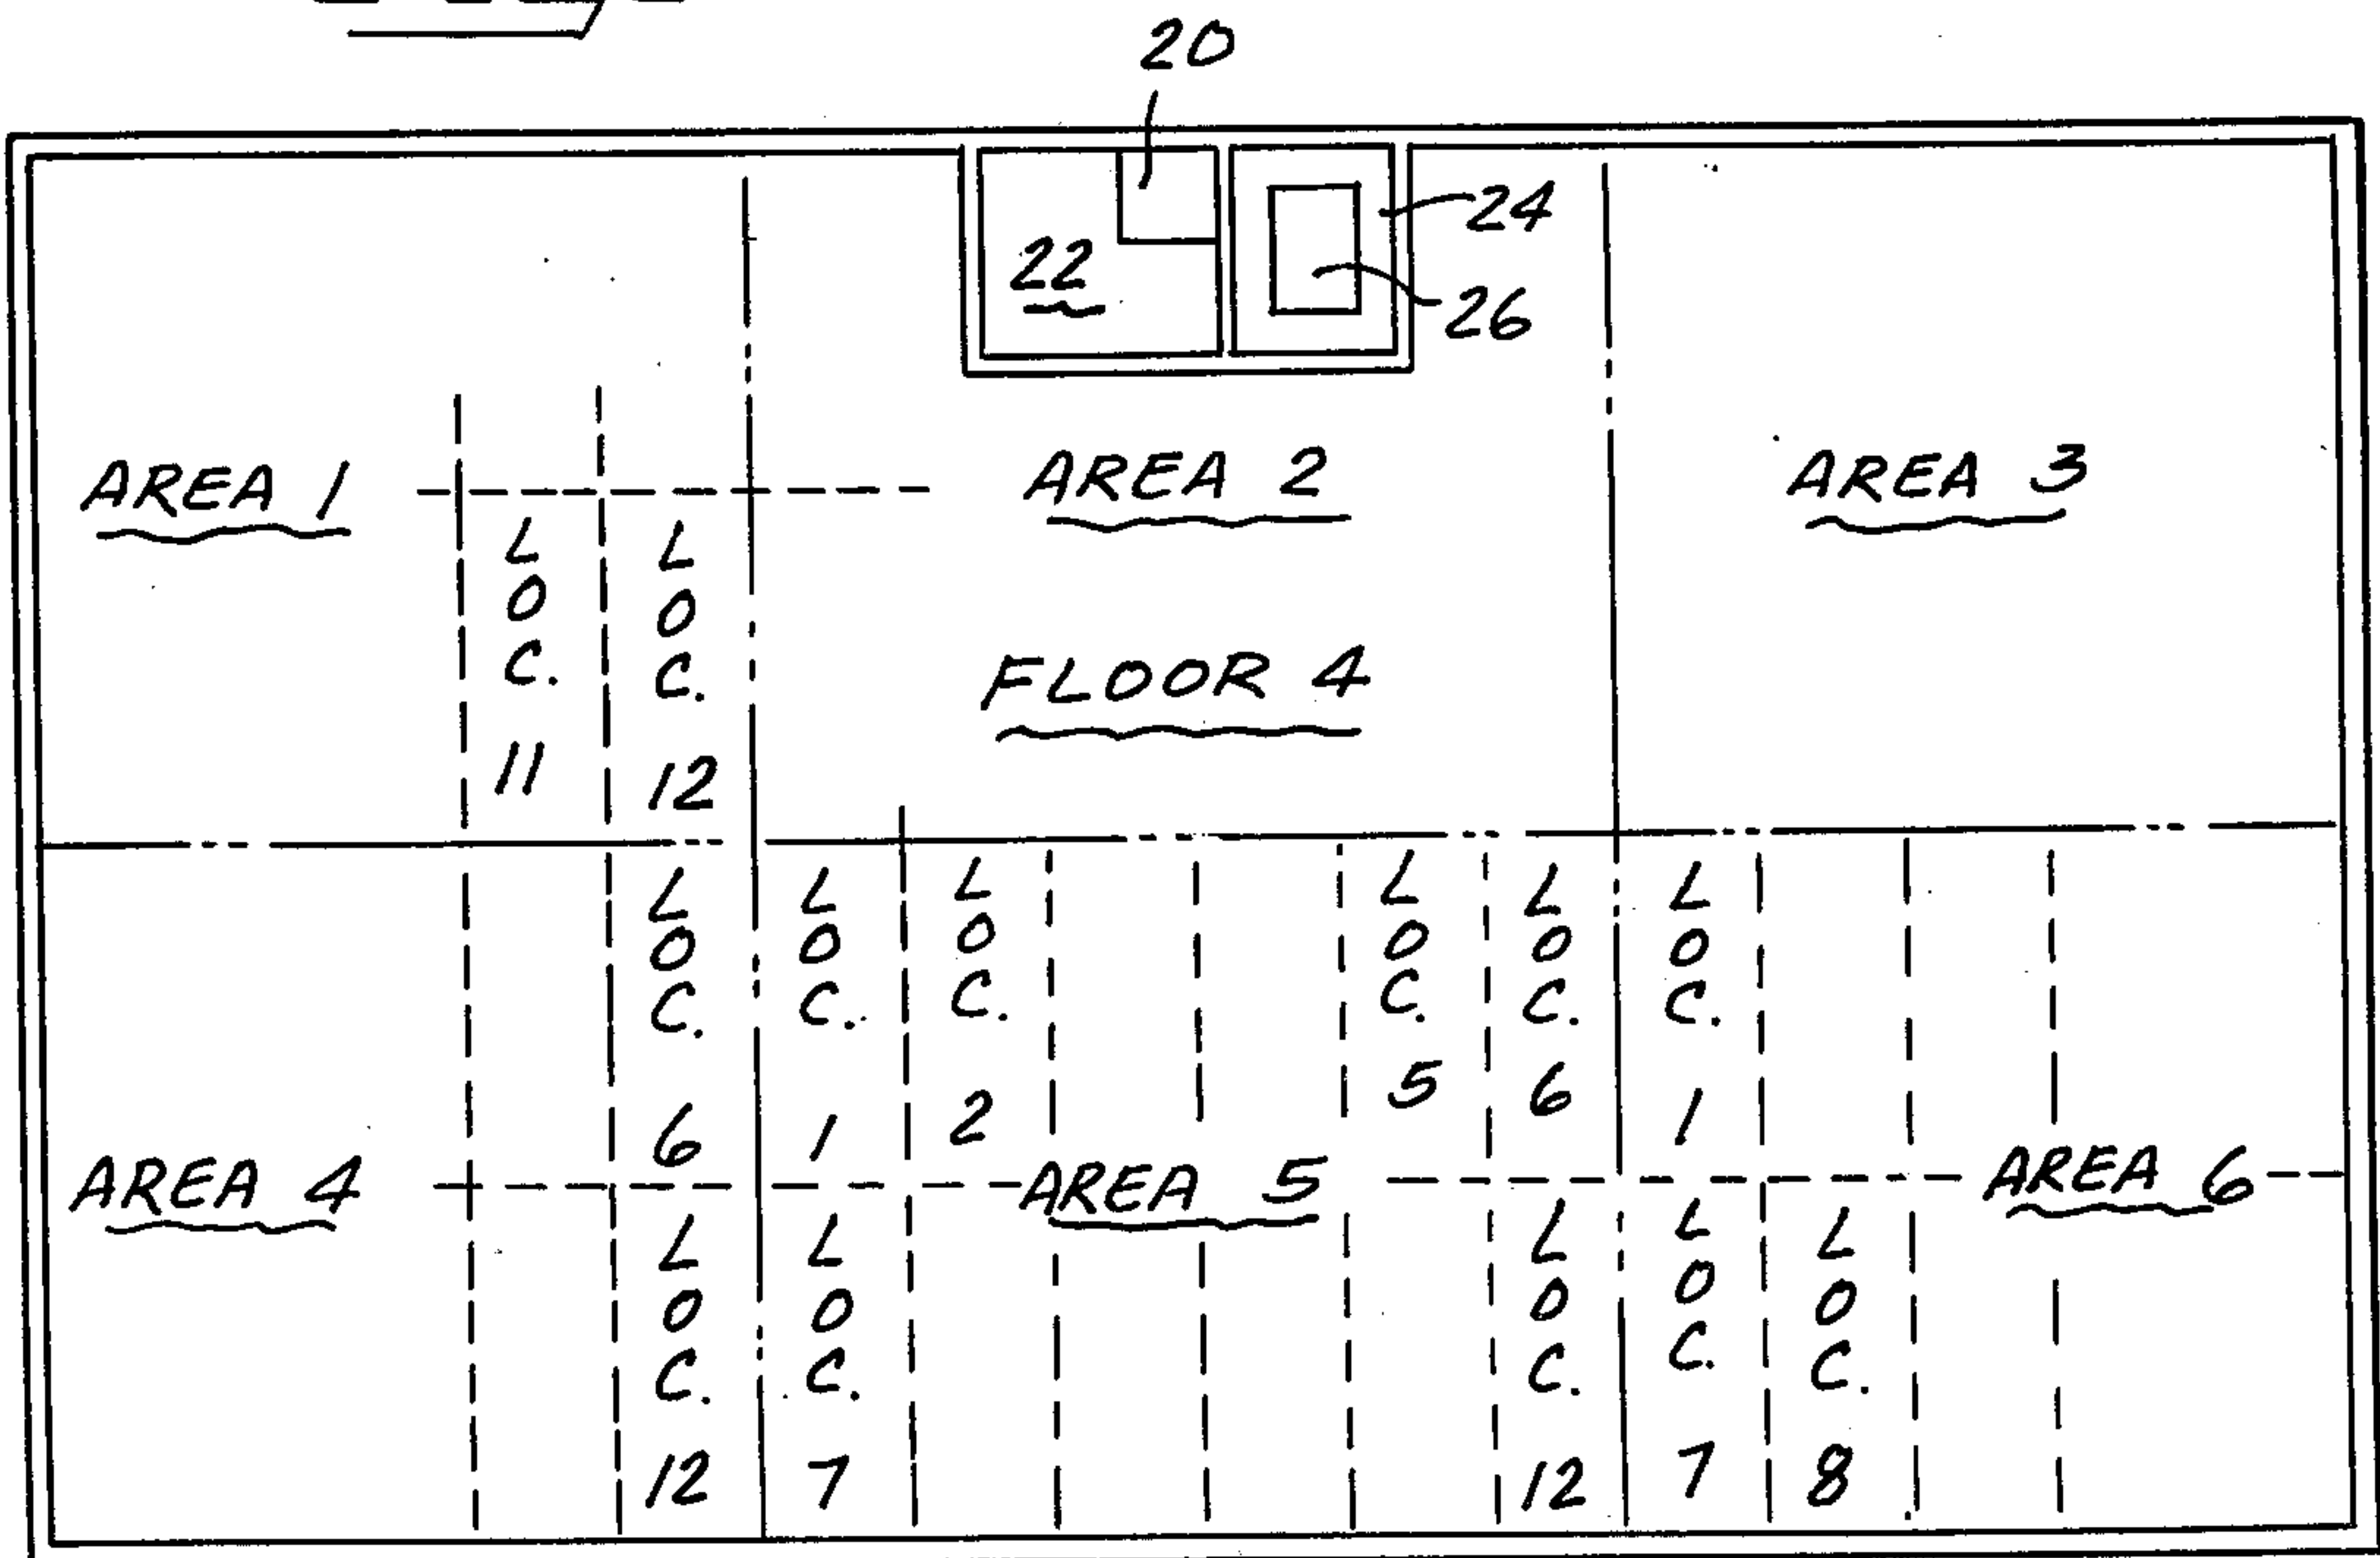 20
22
24
26
AREA 1
AREA 2
AREA 3
LOC. 11
LOC. 12
FLOOR 4
LOC. 6
LOC. 1
LOC. 2
LOC. 5
LOC. 6
LOC. 1
AREA 4
AREA 5
AREA 6
LOC. 12
LOC. 7
LOC. 12
LOC. 7
LOC. 8